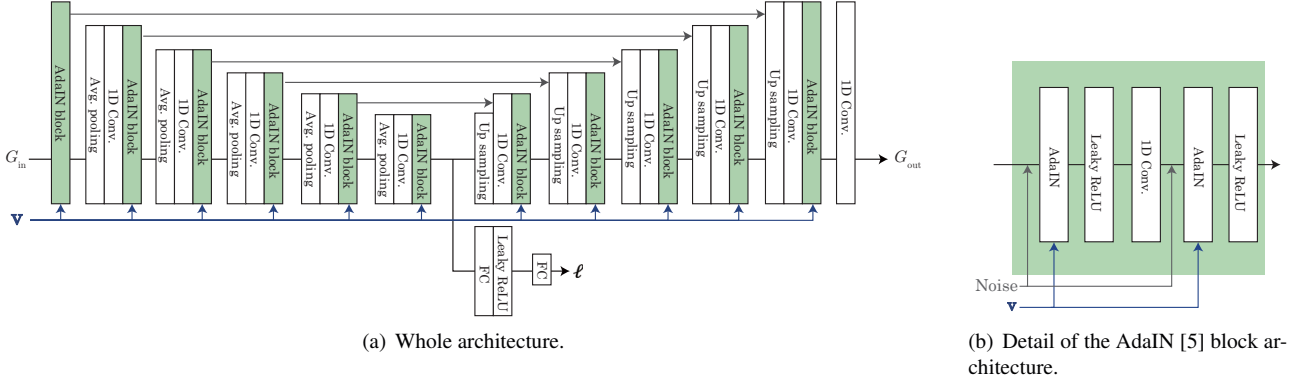 AdaIN block
Avg. pooling
1D Conv.
AdaIN block
Avg. pooling
1D Conv.
AdaIN block
Avg. pooling
1D Conv.
AdaIN block
Avg. pooling
1D Conv.
AdaIN block
Avg. pooling
1D Conv.
AdaIN block
Up sampling
1D Conv.
AdaIN block
Up sampling
1D Conv.
AdaIN block
Up sampling
1D Conv.
AdaIN block
Up sampling
1D Conv.
AdaIN block
Up sampling
1D Conv.
AdaIN block
1D Conv.
G_in
G_out
v
FC
Leaky ReLU
FC
ℓ
(a) Whole architecture.
AdaIN
Leaky ReLU
1D Conv.
AdaIN
Leaky ReLU
Noise
v
(b) Detail of the AdaIN [5] block ar-
chitecture.